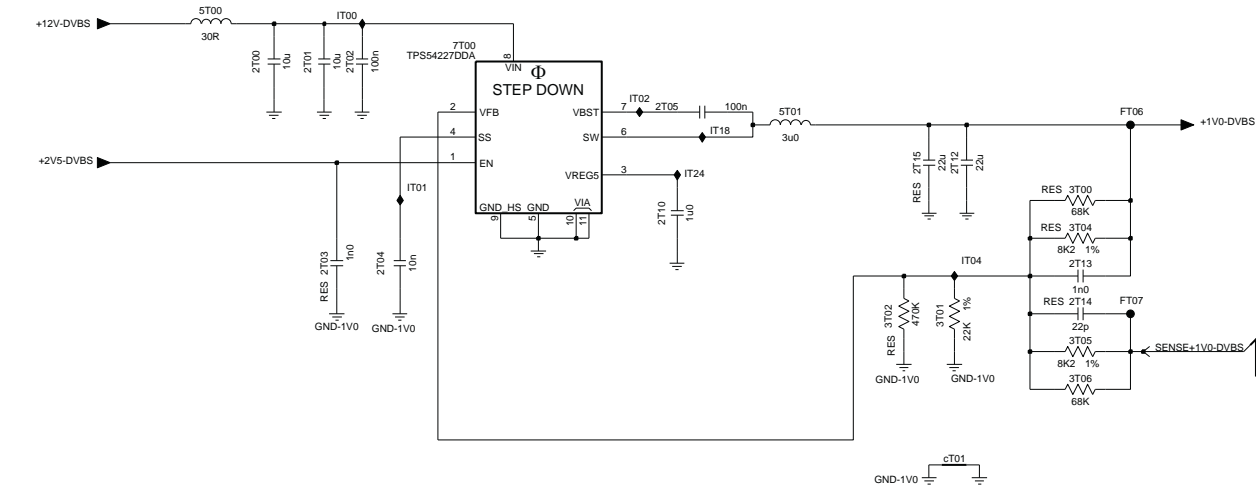 +12V-DVBS
5T00
30R
IT00
2T00
10u
2T01
10u
2T02
100n
7T00
TPS54227DDA
8
VIN
Φ
STEP DOWN
2
VFB
4
SS
1
EN
VBST
7
SW
6
VREG5
3
GND_HS
GND
VIA
9
5
10
11
IT02
2T05
100n
IT18
IT24
2T10
1u0
5T01
3u0
FT06
+1V0-DVBS
RES 2T15
22u
2T12
22u
+2V5-DVBS
IT01
RES 2T03
1n0
GND-1V0
2T04
10n
GND-1V0
RES 3T00
68K
RES 3T04
8K2 1%
2T13
1n0
RES 2T14
22p
FT07
3T05
8K2 1%
3T06
68K
SENSE+1V0-DVBS
IT04
RES 3T02
470K
GND-1V0
3T01
22K 1%
GND-1V0
cT01
GND-1V0